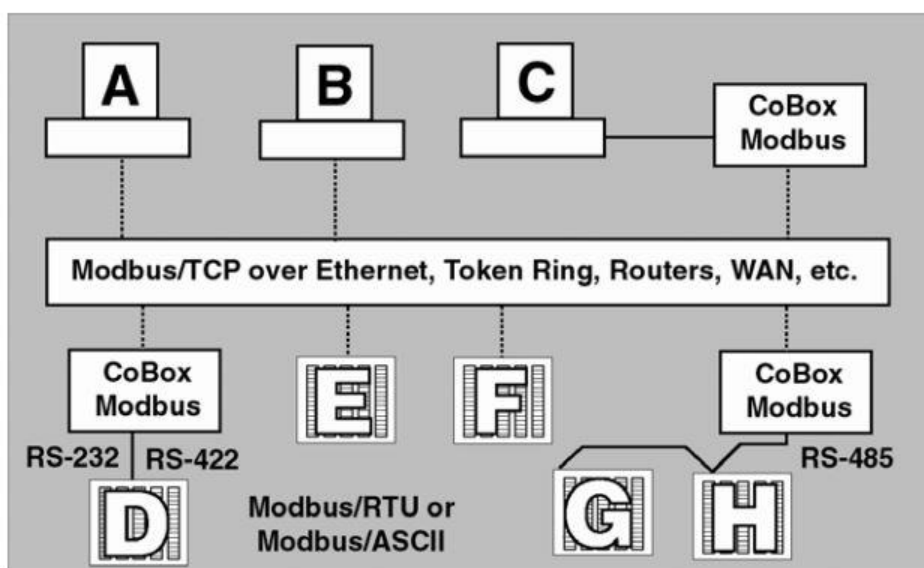 A
B
C
CoBox
Modbus
Modbus/TCP over Ethernet, Token Ring, Routers, WAN, etc.
CoBox
Modbus
E
F
CoBox
Modbus
RS-232
RS-422
RS-485
D
Modbus/RTU or
Modbus/ASCII
G
H